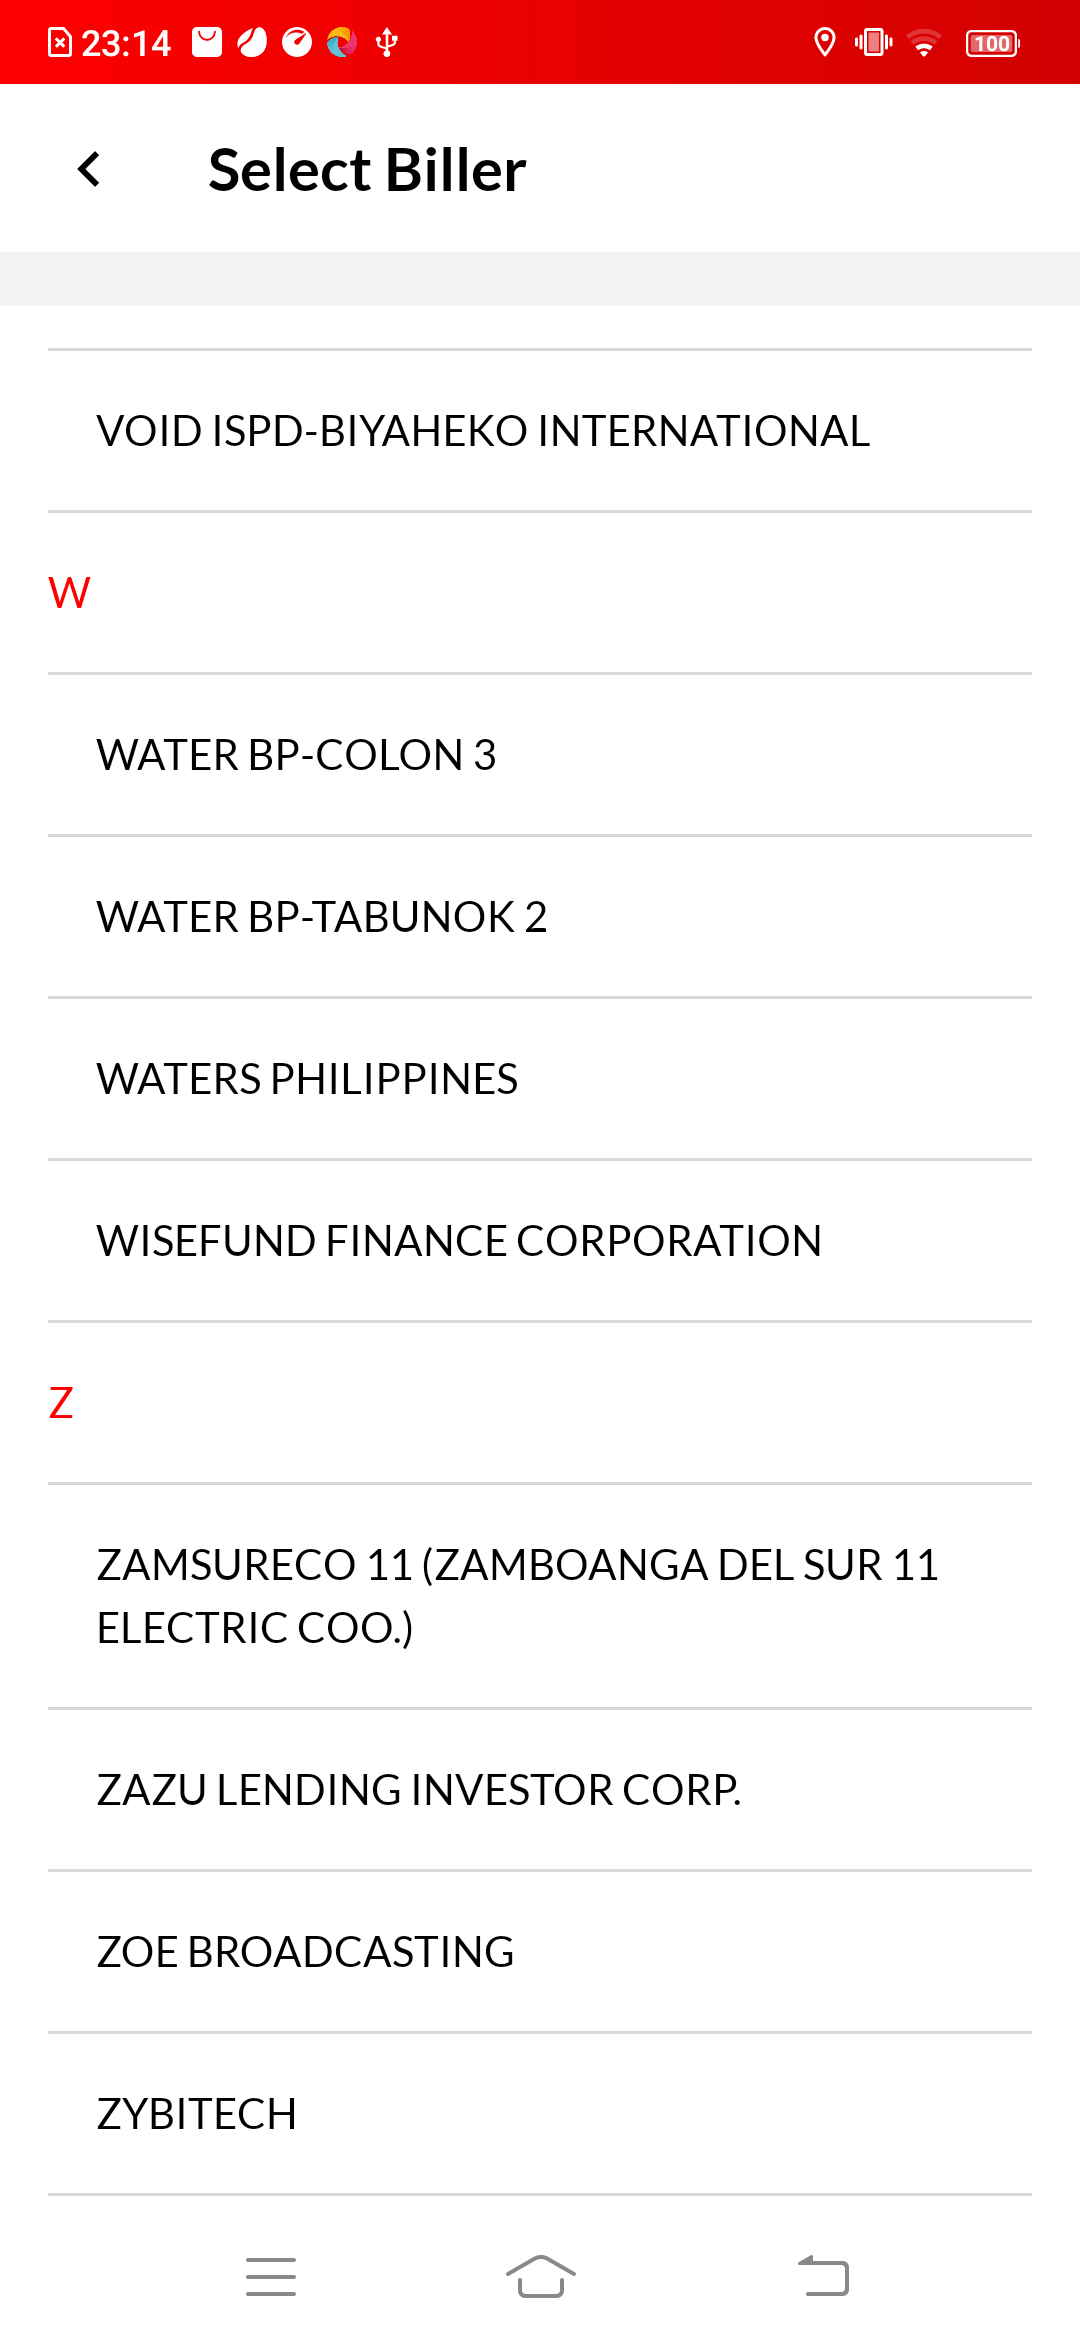 23:14
100
Select Biller
VOID ISPD-BIYAHEKO INTERNATIONAL
W
WATER BP-COLON 3
WATER BP-TABUNOK 2
WATERS PHILIPPINES
WISEFUND FINANCE CORPORATION
Z
ZAMSURECO 11 (ZAMBOANGA DEL SUR 11
ELECTRIC COO.)
ZAZU LENDING INVESTOR CORP.
ZOE BROADCASTING
ZYBITECH